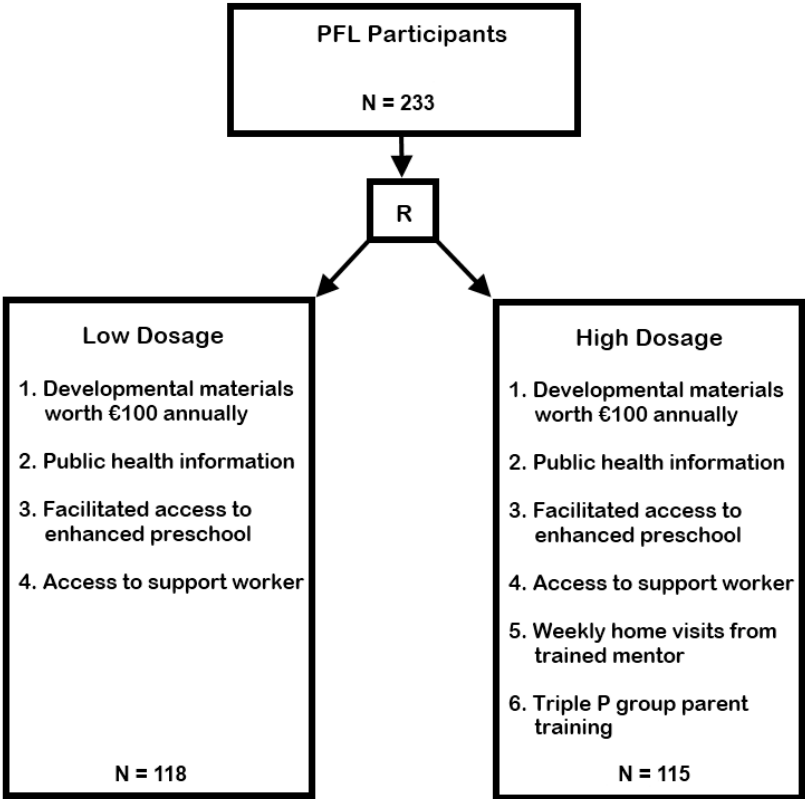 PFL Participants
N = 233
R
Low Dosage
1. Developmental materials
worth €100 annually
2. Public health information
3. Facilitated access to
enhanced preschool
4. Access to support worker
N = 118
High Dosage
1. Developmental materials
worth €100 annually
2. Public health information
3. Facilitated access to
enhanced preschool
4. Access to support worker
5. Weekly home visits from
trained mentor
6. Triple P group parent
training
N = 115